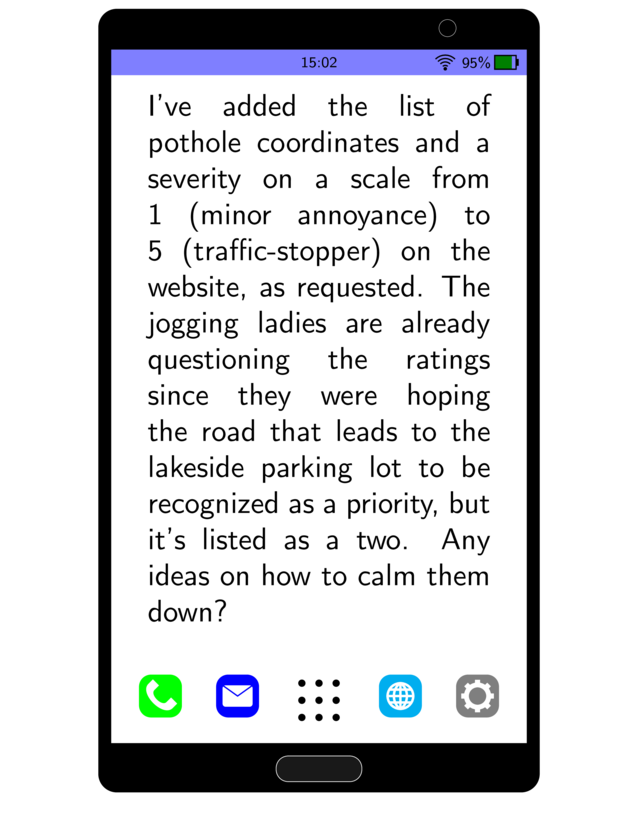 15:02
95%
I've added the list of
pothole coordinates and a
severity on a scale from
1 (minor annoyance) to
5 (traffic-stopper) on the
website, as requested. The
jogging ladies are already
questioning the ratings
since they were hoping
the road that leads to the
lakeside parking lot to be
recognized as a priority, but
it's listed as a two. Any
ideas on how to calm them
down?